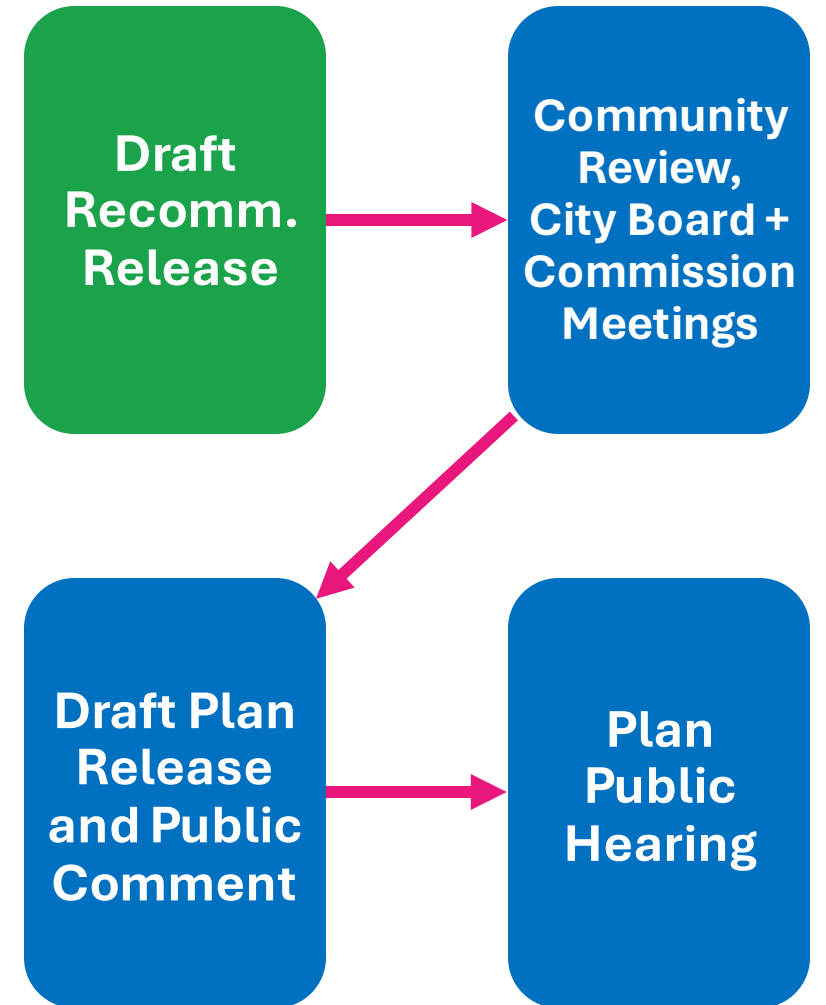 Draft
Recomm.
Release
Community
Review,
City Board +
Commission
Meetings
Draft Plan
Release
and Public
Comment
Plan
Public
Hearing